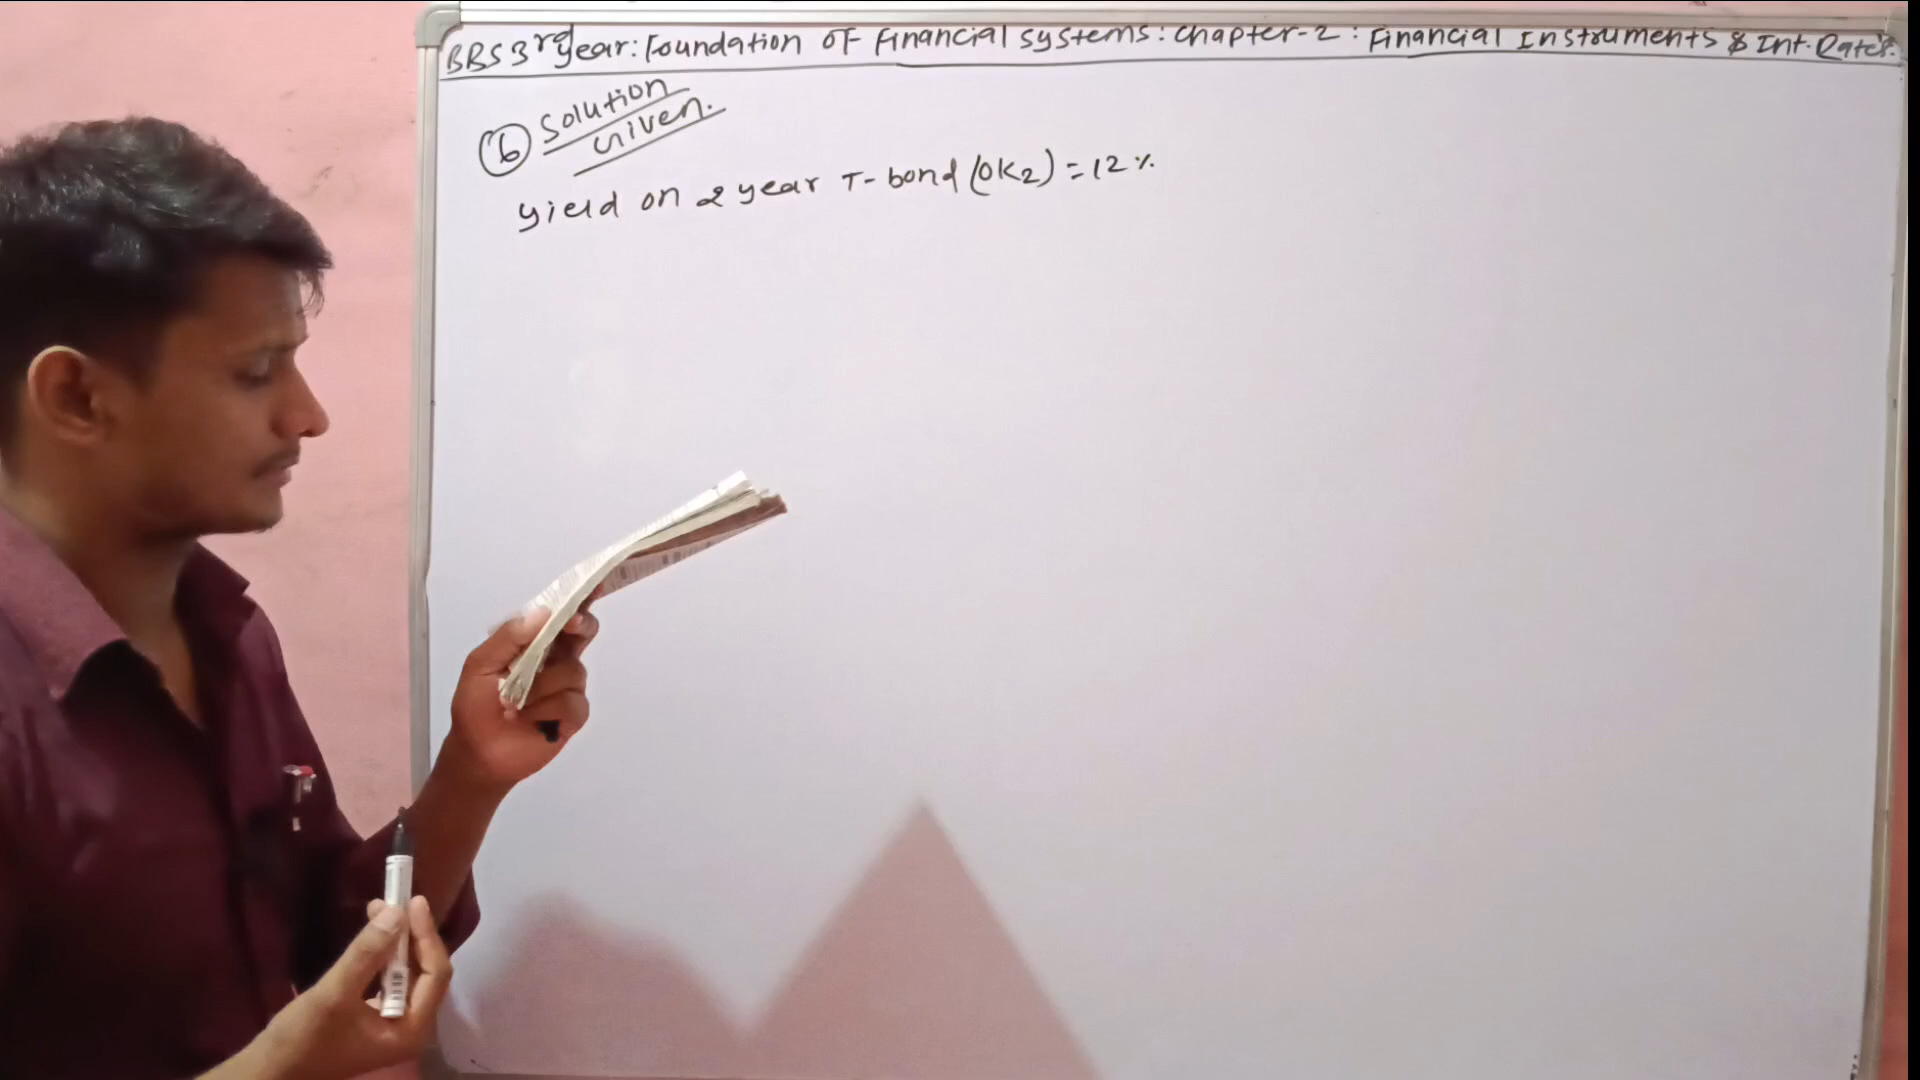 BBS 3rd year: Foundation of Financial systems: chapter-2: Financial Instruments & Int. Rates.
(6) Solution
Given.
yield on 2 year T-bond (0K2) = 12%